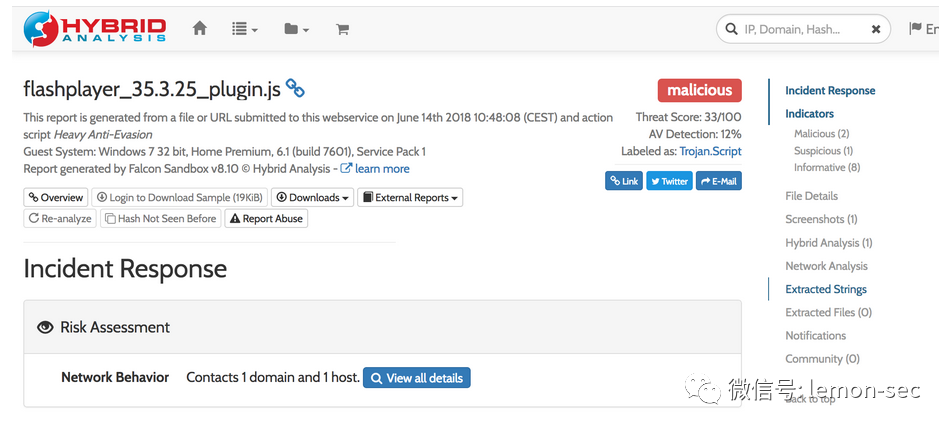 HYBRID
ANALYSIS
IP, Domain, Hash...
En
flashplayer_35.3.25_plugin.js
This report is generated from a file or URL submitted to this webservice on June 14th 2018 10:48:08 (CEST) and action
script Heavy Anti-Evasion
Guest System: Windows 7 32 bit, Home Premium, 6.1 (build 7601), Service Pack 1
Report generated by Falcon Sandbox v8.10 © Hybrid Analysis - learn more
malicious
Threat Score: 33/100
AV Detection: 12%
Labeled as: Trojan.Script
Link Twitter E-Mail
Overview Login to Download Sample (19KiB) Downloads External Reports
Re-analyze Hash Not Seen Before Report Abuse
Incident Response
Risk Assessment
Network Behavior Contacts 1 domain and 1 host. View all details
Incident Response
Indicators
Malicious (2)
Suspicious (1)
Informative (8)
File Details
Screenshots (1)
Hybrid Analysis (1)
Network Analysis
Extracted Strings
Extracted Files (0)
Notifications
Community (0)
Back to top
微信号: lemon-sec